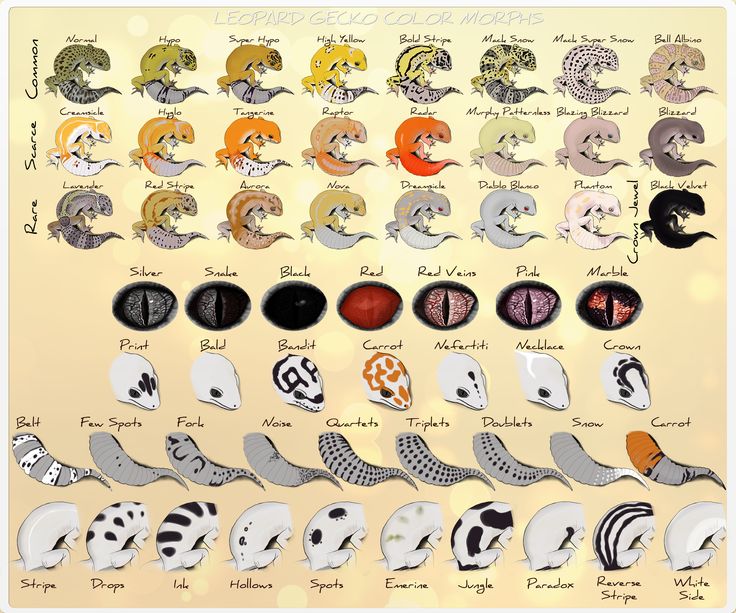 LEOPARD GECKO COLOR MORPHS
Common
Normal Hypo Super Hypo High Yellow Bold Stripe Mack Snow Mack Super Snow Bell Albino
Scarce
Creamsicle Hyglo Tangerine Raptor Radar Murphy Patternless Blazing Blizzard Blizzard
Rare
Lavender Red Stripe Aurora Nova Dreamsicle Diablo Blanco Phantom
Crown Jewel
Black Velvet
Silver Snake Black Red Red Veins Pink Marble
Print Bald Bandit Carrot Nefertiti Necklace Crown
Belt Few Spots Fork Noise Quartets Triplets Doublets Snow Carrot
Stripe Drops Ink Hollows Spots Emerine Jungle Paradox Reverse Stripe White Side